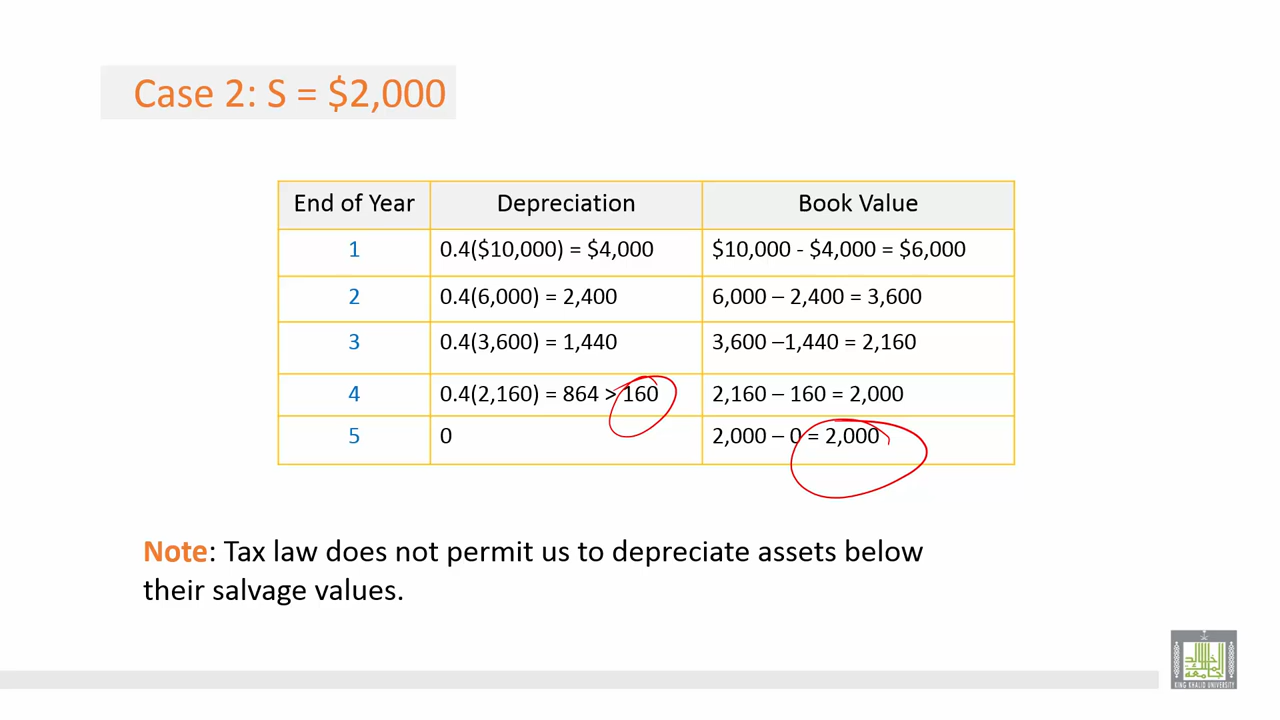 Case 2: S = $2,000
End of Year Depreciation Book Value
1 0.4($10,000) = $4,000 $10,000 - $4,000 = $6,000
2 0.4(6,000) = 2,400 6,000 – 2,400 = 3,600
3 0.4(3,600) = 1,440 3,600 –1,440 = 2,160
4 0.4(2,160) = 864 > 160 2,160 – 160 = 2,000
5 0 2,000 – 0 = 2,000
Note: Tax law does not permit us to depreciate assets below
their salvage values.
KING KHALID UNIVERSITY